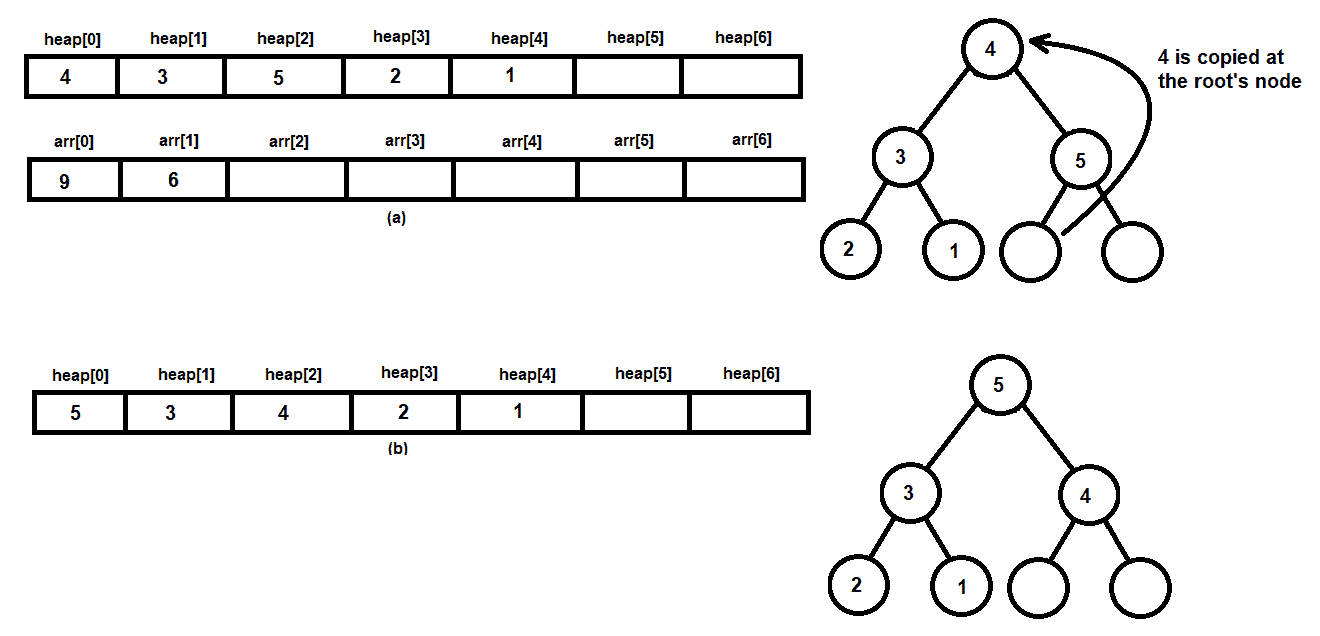 heap[0] heap[1] heap[2] heap[3] heap[4] heap[5] heap[6]
4 3 5 2 1
arr[0] arr[1] arr[2] arr[3] arr[4] arr[5] arr[6]
9 6
(a)
4
4 is copied at
the root's node
3 5
2 1
heap[0] heap[1] heap[2] heap[3] heap[4] heap[5] heap[6]
5 3 4 2 1
(b)
5
3 4
2 1